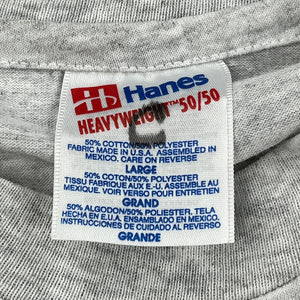 Hanes
HEAVYWEIGHT™ 50/50
50% COTTON/50% POLYESTER
FABRIC MADE IN U.S.A. ASSEMBLED IN
MEXICO. CARE ON REVERSE
LARGE
50% COTON/50% POLYESTER
TISSU FABRIQUE AUX E.-U. ASSEMBLE AU
MEXIQUE. VOIR VERSO POUR ENTRETIEN
GRAND
50% ALGODON/50% POLIESTER. TELA
HECHA EN E.U.A. ENSAMBLADO EN MEXICO.
INSTRUCCIONES DE CUIDADO AL REVERSO
GRANDE